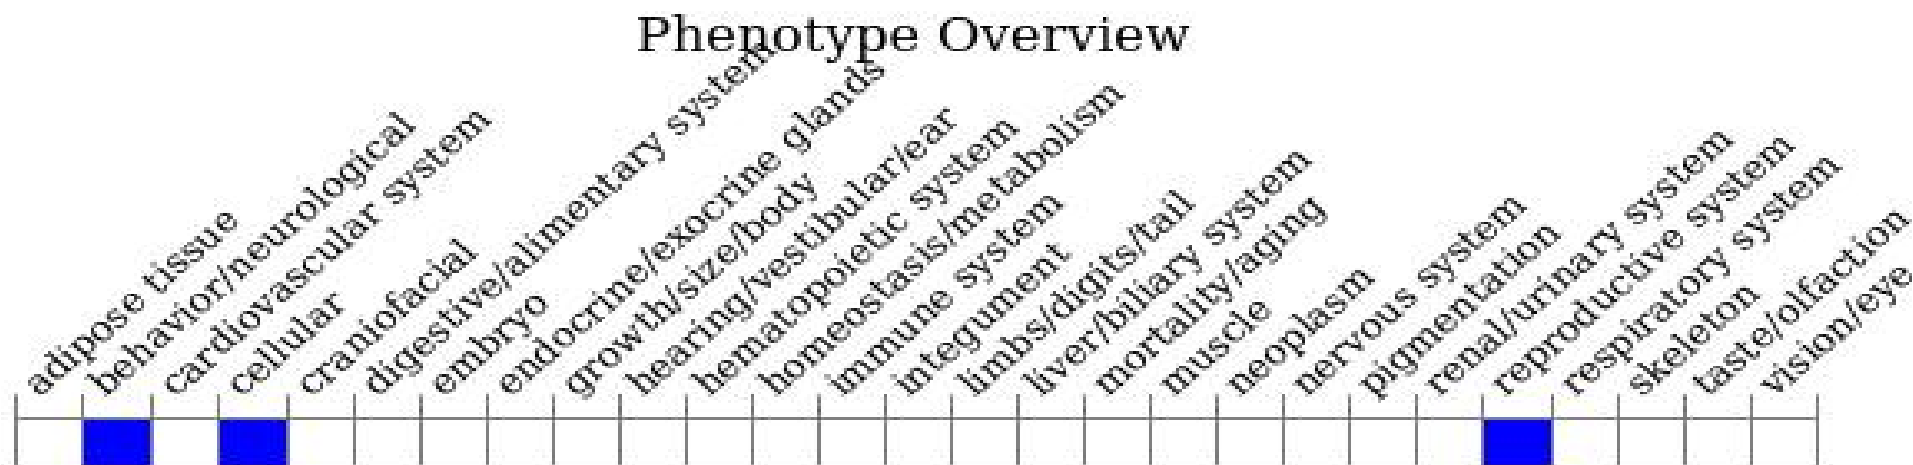 Phenotype Overview
adipose tissue
behavior/neurological
cardiovascular system
cellular
craniofacial
digestive/alimentary system
embryo
endocrine/exocrine glands
growth/size/body
hearing/vestibular/ear
hematopoietic system
homeostasis/metabolism
immune system
integument
limbs/digits/tail
liver/biliary system
mortality/aging
muscle
neoplasm
nervous system
pigmentation
renal/urinary system
reproductive system
respiratory system
skeleton
taste/olfaction
vision/eye